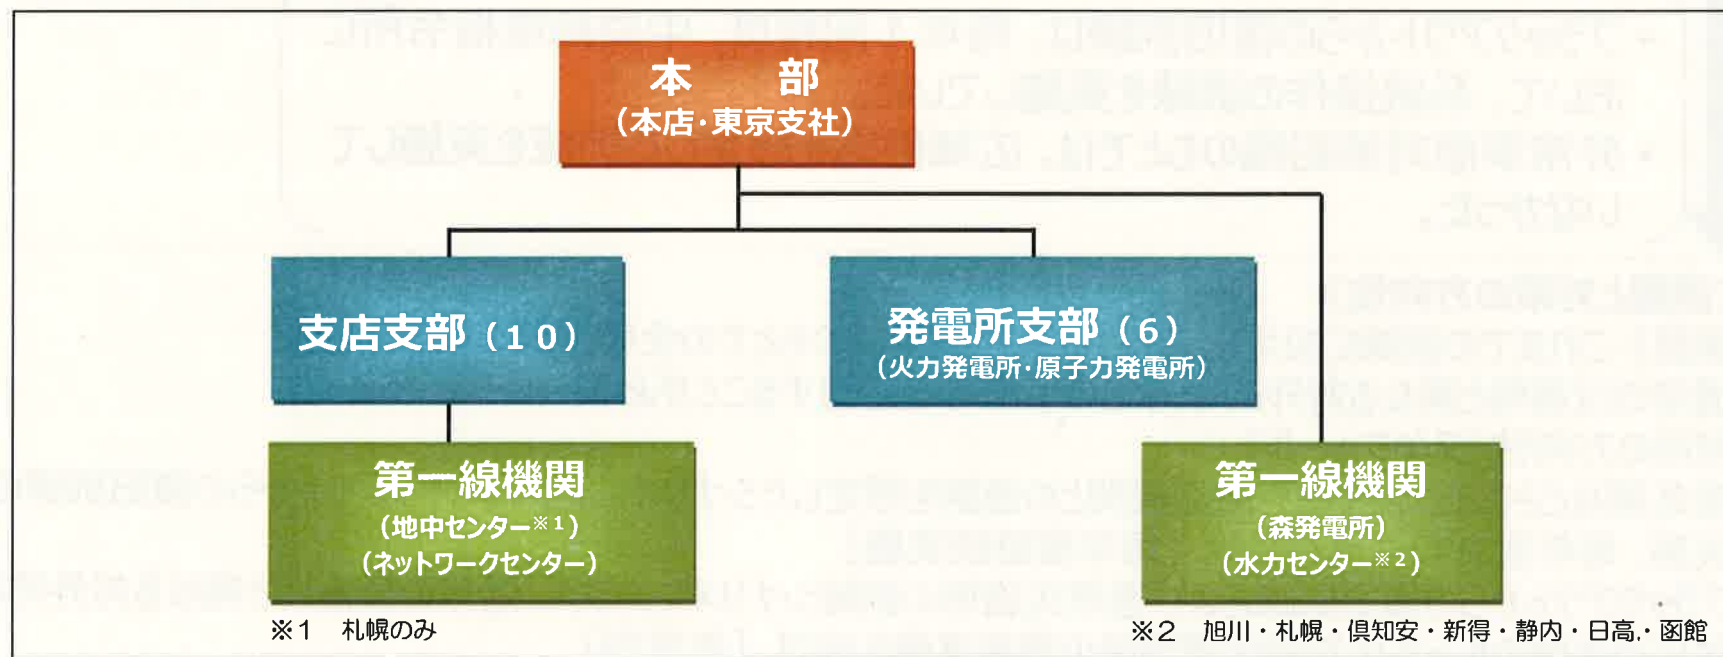 本　部
（本店・東京支社）
支店支部（１０）
発電所支部（６）
（火力発電所・原子力発電所）
第一線機関
（地中センター※１）
（ネットワークセンター）
第一線機関
（森発電所）
（水力センター※２）
※１　札幌のみ
※２　旭川・札幌・倶知安・新得・静内・日高・函館